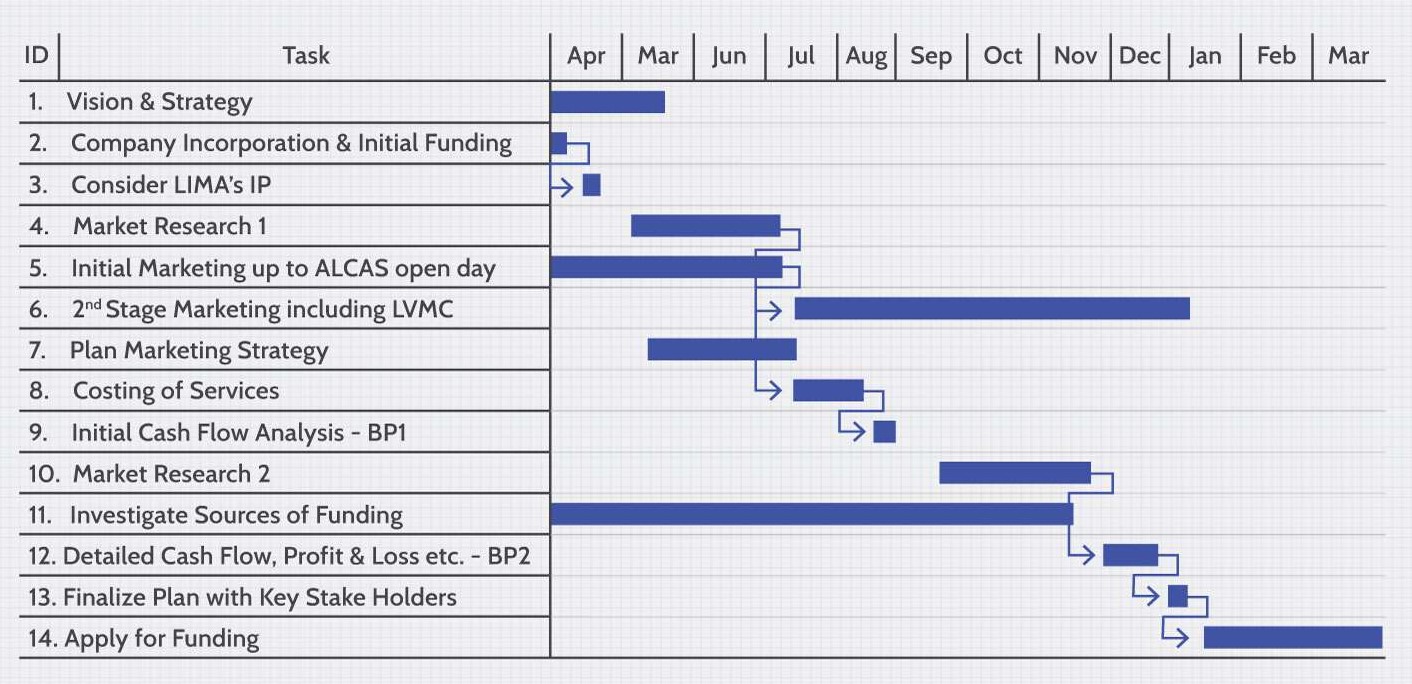 ID Task Apr Mar Jun Jul Aug Sep Oct Nov Dec Jan Feb Mar
1. Vision & Strategy
2. Company Incorporation & Initial Funding
3. Consider LIMA's IP
4. Market Research 1
5. Initial Marketing up to ALCAS open day
6. 2nd Stage Marketing including LVMC
7. Plan Marketing Strategy
8. Costing of Services
9. Initial Cash Flow Analysis - BP1
10. Market Research 2
11. Investigate Sources of Funding
12. Detailed Cash Flow, Profit & Loss etc. - BP2
13. Finalize Plan with Key Stake Holders
14. Apply for Funding